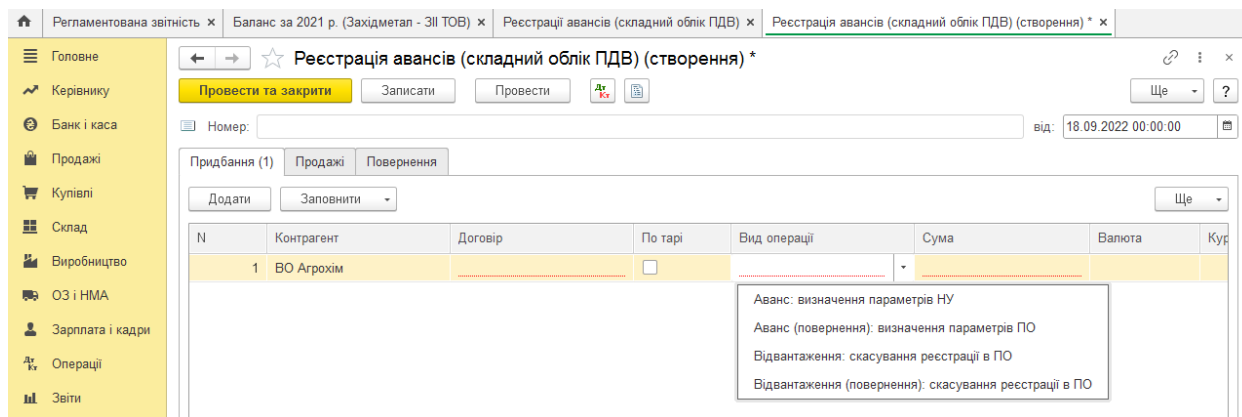 Регламентована звітність × Баланс за 2021 р. (Західметал - ЗІІ ТОВ) × Реєстрації авансів (складний облік ПДВ) × Реєстрація авансів (складний облік ПДВ) (створення) * ×
Головне
Керівнику
Банк і каса
Продажі
Купівлі
Склад
Виробництво
ОЗ і НМА
Зарплата і кадри
Операції
Звіти
Реєстрація авансів (складний облік ПДВ) (створення) *
Провести та закрити Записати Провести Дт Кт Ще ?
Номер: від: 18.09.2022 00:00:00
Придбання (1) Продажі Повернення
Додати Заповнити Ще
N Контрагент Договір По тарі Вид операції Сума Валюта Кур
1 ВО Агрохім
Аванс: визначення параметрів НУ
Аванс (повернення): визначення параметрів ПО
Відвантаження: скасування реєстрації в ПО
Відвантаження (повернення): скасування реєстрації в ПО